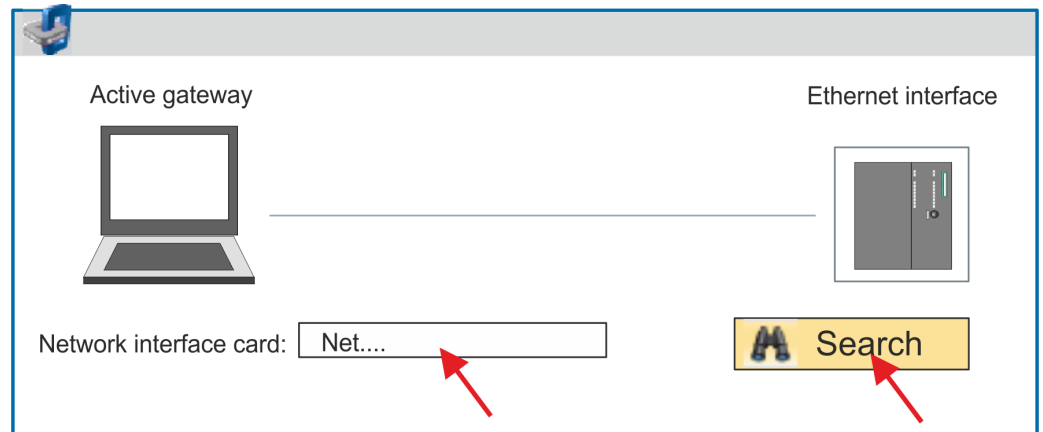 Active gateway
Ethernet interface
Network interface card: Net....
Search